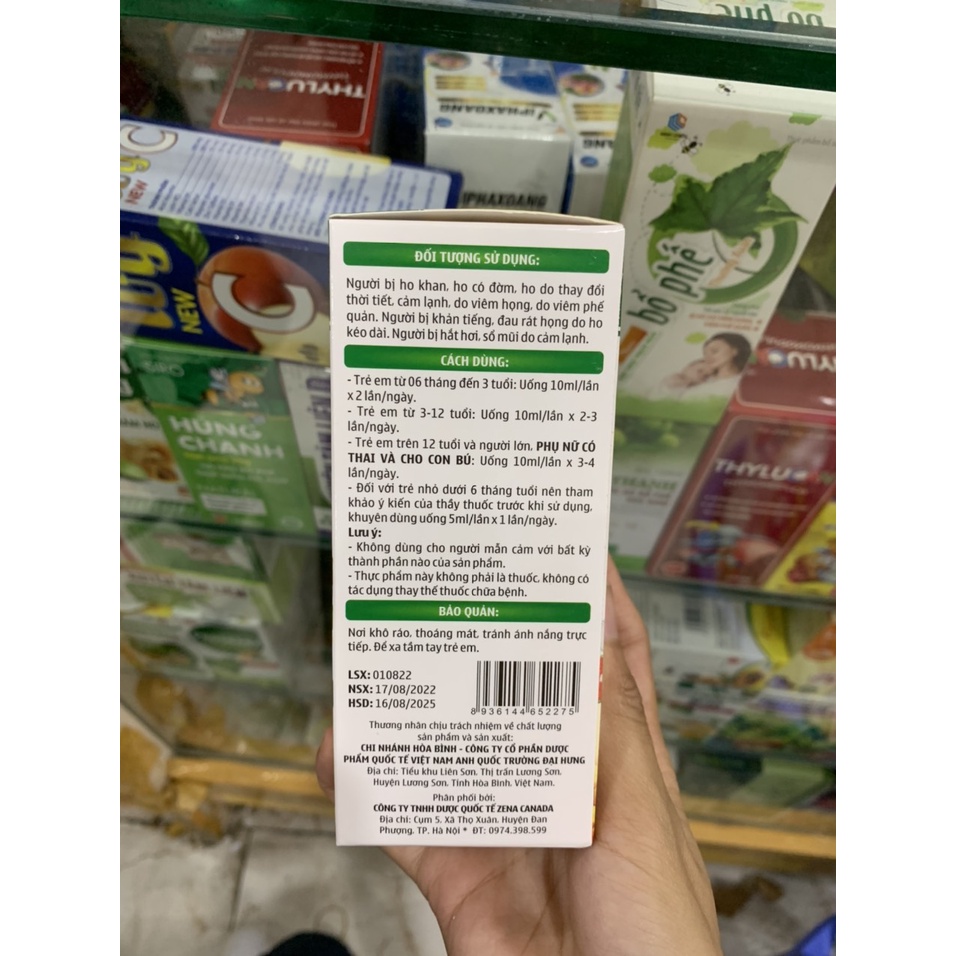 bổ phế
THYLU
VIPHAXOANG
IPHAXOANG
NEW
C
bổ phế
NEW
C
THYLU
HÚNG
CHANH
THYLU
ĐỐI TƯỢNG SỬ DỤNG:
Người bị ho khan, ho có đờm, ho do thay đổi
thời tiết, cảm lạnh, do viêm họng, do viêm phế
quản. Người bị khản tiếng, đau rát họng do ho
kéo dài. Người bị hắt hơi, sổ mũi do cảm lạnh.
CÁCH DÙNG:
- Trẻ em từ 06 tháng đến 3 tuổi: Uống 10ml/lần
x 2 lần/ngày.
- Trẻ em từ 3-12 tuổi: Uống 10ml/lần x 2-3
lần/ngày.
- Trẻ em trên 12 tuổi và người lớn, PHỤ NỮ CÓ
THAI VÀ CHO CON BÚ: Uống 10ml/lần x 3-4
lần/ngày.
- Đối với trẻ nhỏ dưới 6 tháng tuổi nên tham
khảo ý kiến của thầy thuốc trước khi sử dụng,
khuyên dùng uống 5ml/lần x 1 lần/ngày.
Lưu ý:
- Không dùng cho người mẫn cảm với bất kỳ
thành phần nào của sản phẩm.
- Thực phẩm này không phải là thuốc, không có
tác dụng thay thế thuốc chữa bệnh.
BẢO QUẢN:
Nơi khô ráo, thoáng mát, tránh ánh nắng trực
tiếp. Để xa tầm tay trẻ em.
LSX: 010822
NSX: 17/08/2022
HSD: 16/08/2025
8 936144 652275
Thương nhân chịu trách nhiệm về chất lượng
sản phẩm và sản xuất:
CHI NHÁNH HÒA BÌNH - CÔNG TY CỔ PHẦN DƯỢC
PHẨM QUỐC TẾ VIỆT NAM ANH QUỐC TRƯỜNG ĐẠI HƯNG
Địa chỉ: Tiểu khu Liên Sơn, Thị trấn Lương Sơn,
Huyện Lương Sơn, Tỉnh Hòa Bình, Việt Nam.
Phân phối bởi:
CÔNG TY TNHH DƯỢC QUỐC TẾ ZENA CANADA
Địa chỉ: Cụm 5, Xã Thọ Xuân, Huyện Đan
Phượng, TP. Hà Nội * ĐT: 0974.398.599